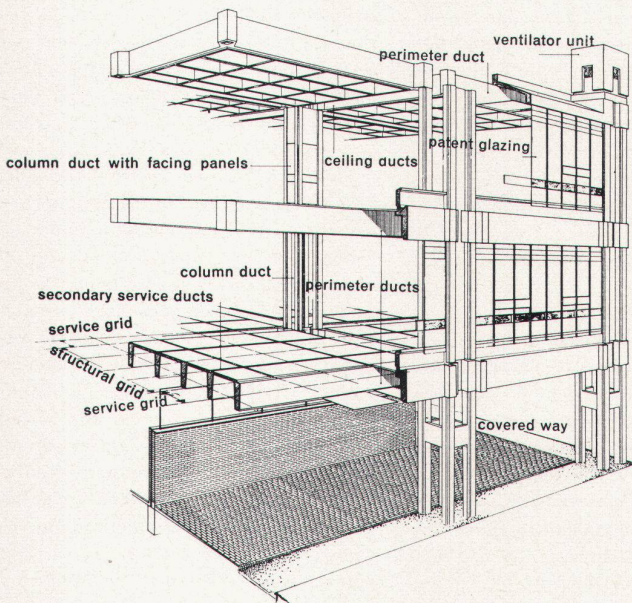 ventilator unit
perimeter duct
patent glazing
column duct with facing panels
ceiling ducts
column duct
perimeter ducts
secondary service ducts
service grid
structural grid
service grid
covered way